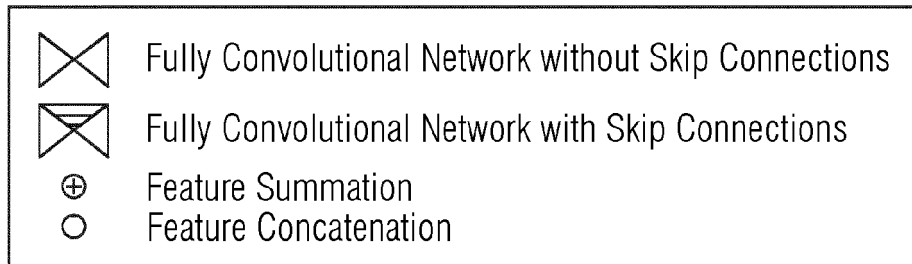 Fully Convolutional Network without Skip Connections
Fully Convolutional Network with Skip Connections
Feature Summation
Feature Concatenation